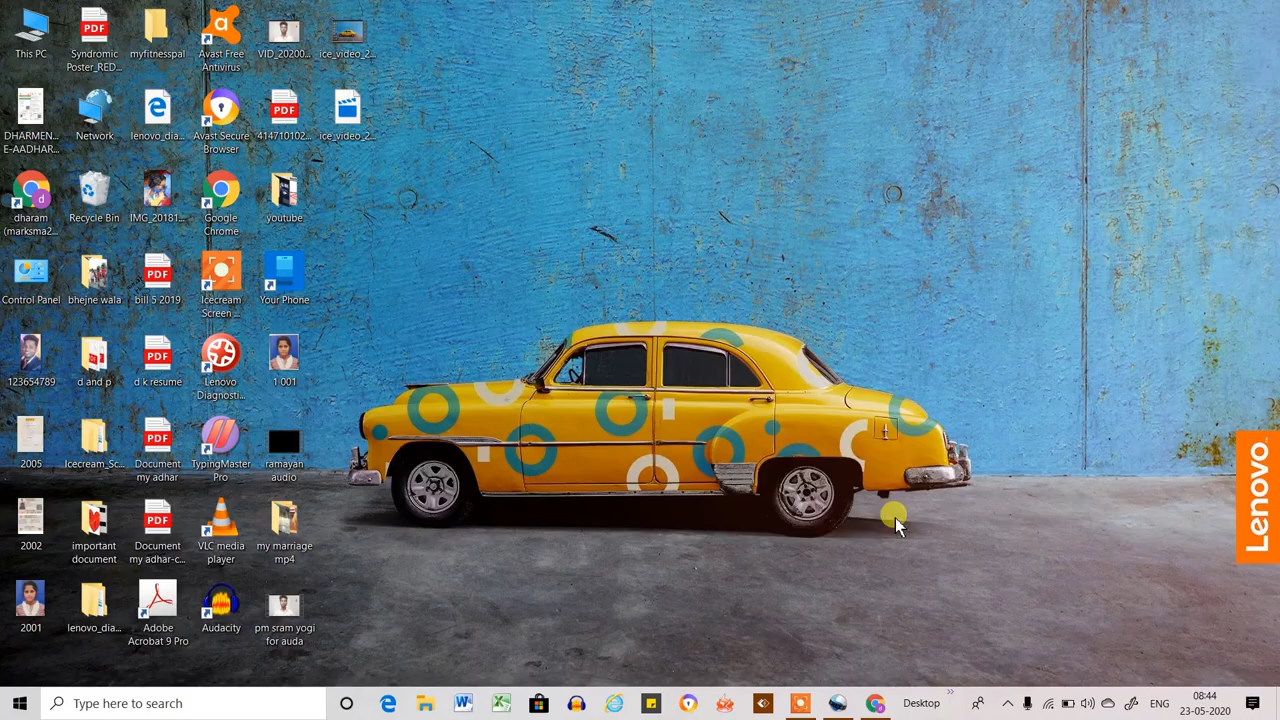 This PC
Syndromic
Poster_RED...
myfitnesspal
Avast Free
Antivirus
VID_20200...
ice_video_2...
DHARMEN...
E-AADHAR...
Network
lenovo_dia...
Avast Secure
Browser
414710102...
ice_video_2...
dharam
(marksma2...
Recycle Bin
IMG_20181...
Google
Chrome
youtube
Control Panel
bhejne wala
bill 5 2019
Icecream
Screen ...
Your Phone
123654789
d and p
d k resume
Lenovo
Diagnosti...
1 001
2005
Icecream_Sc...
Document
my adhar
TypingMaster
Pro
ramayan
audio
2002
important
document
Document
my adhar-c...
VLC media
player
my marriage
mp4
2001
lenovo_dia...
Adobe
Acrobat 9 Pro
Audacity
pm sram yogi
for auda
Lenovo
Type here to search
Desktop
ENG
08:44
23-05-2020